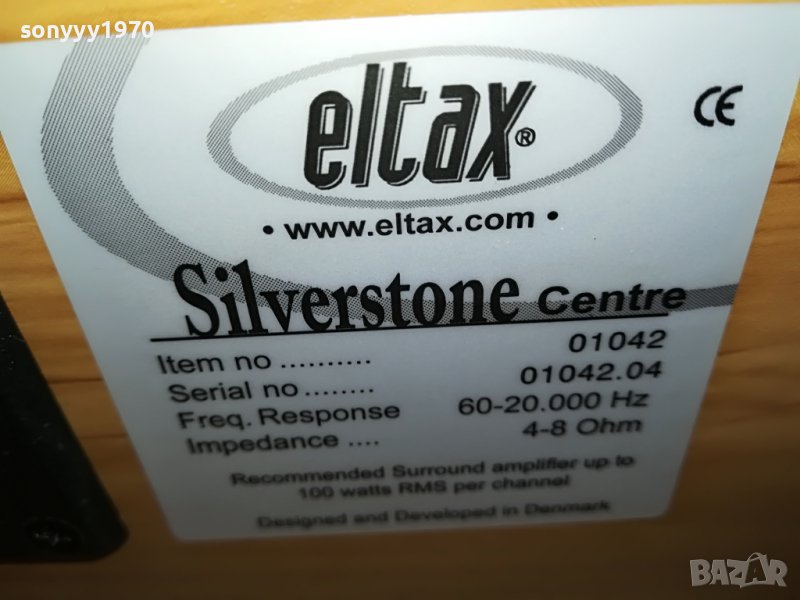 sonyyy1970
eltax®
CE
• www.eltax.com •
Silverstone Centre
Item no .......... 01042
Serial no ........ 01042.04
Freq. Response 60-20.000 Hz
Impedance .... 4-8 Ohm
Recommended Surround amplifier up to
100 watts RMS per channel
Designed and Developed in Denmark
BAZAR